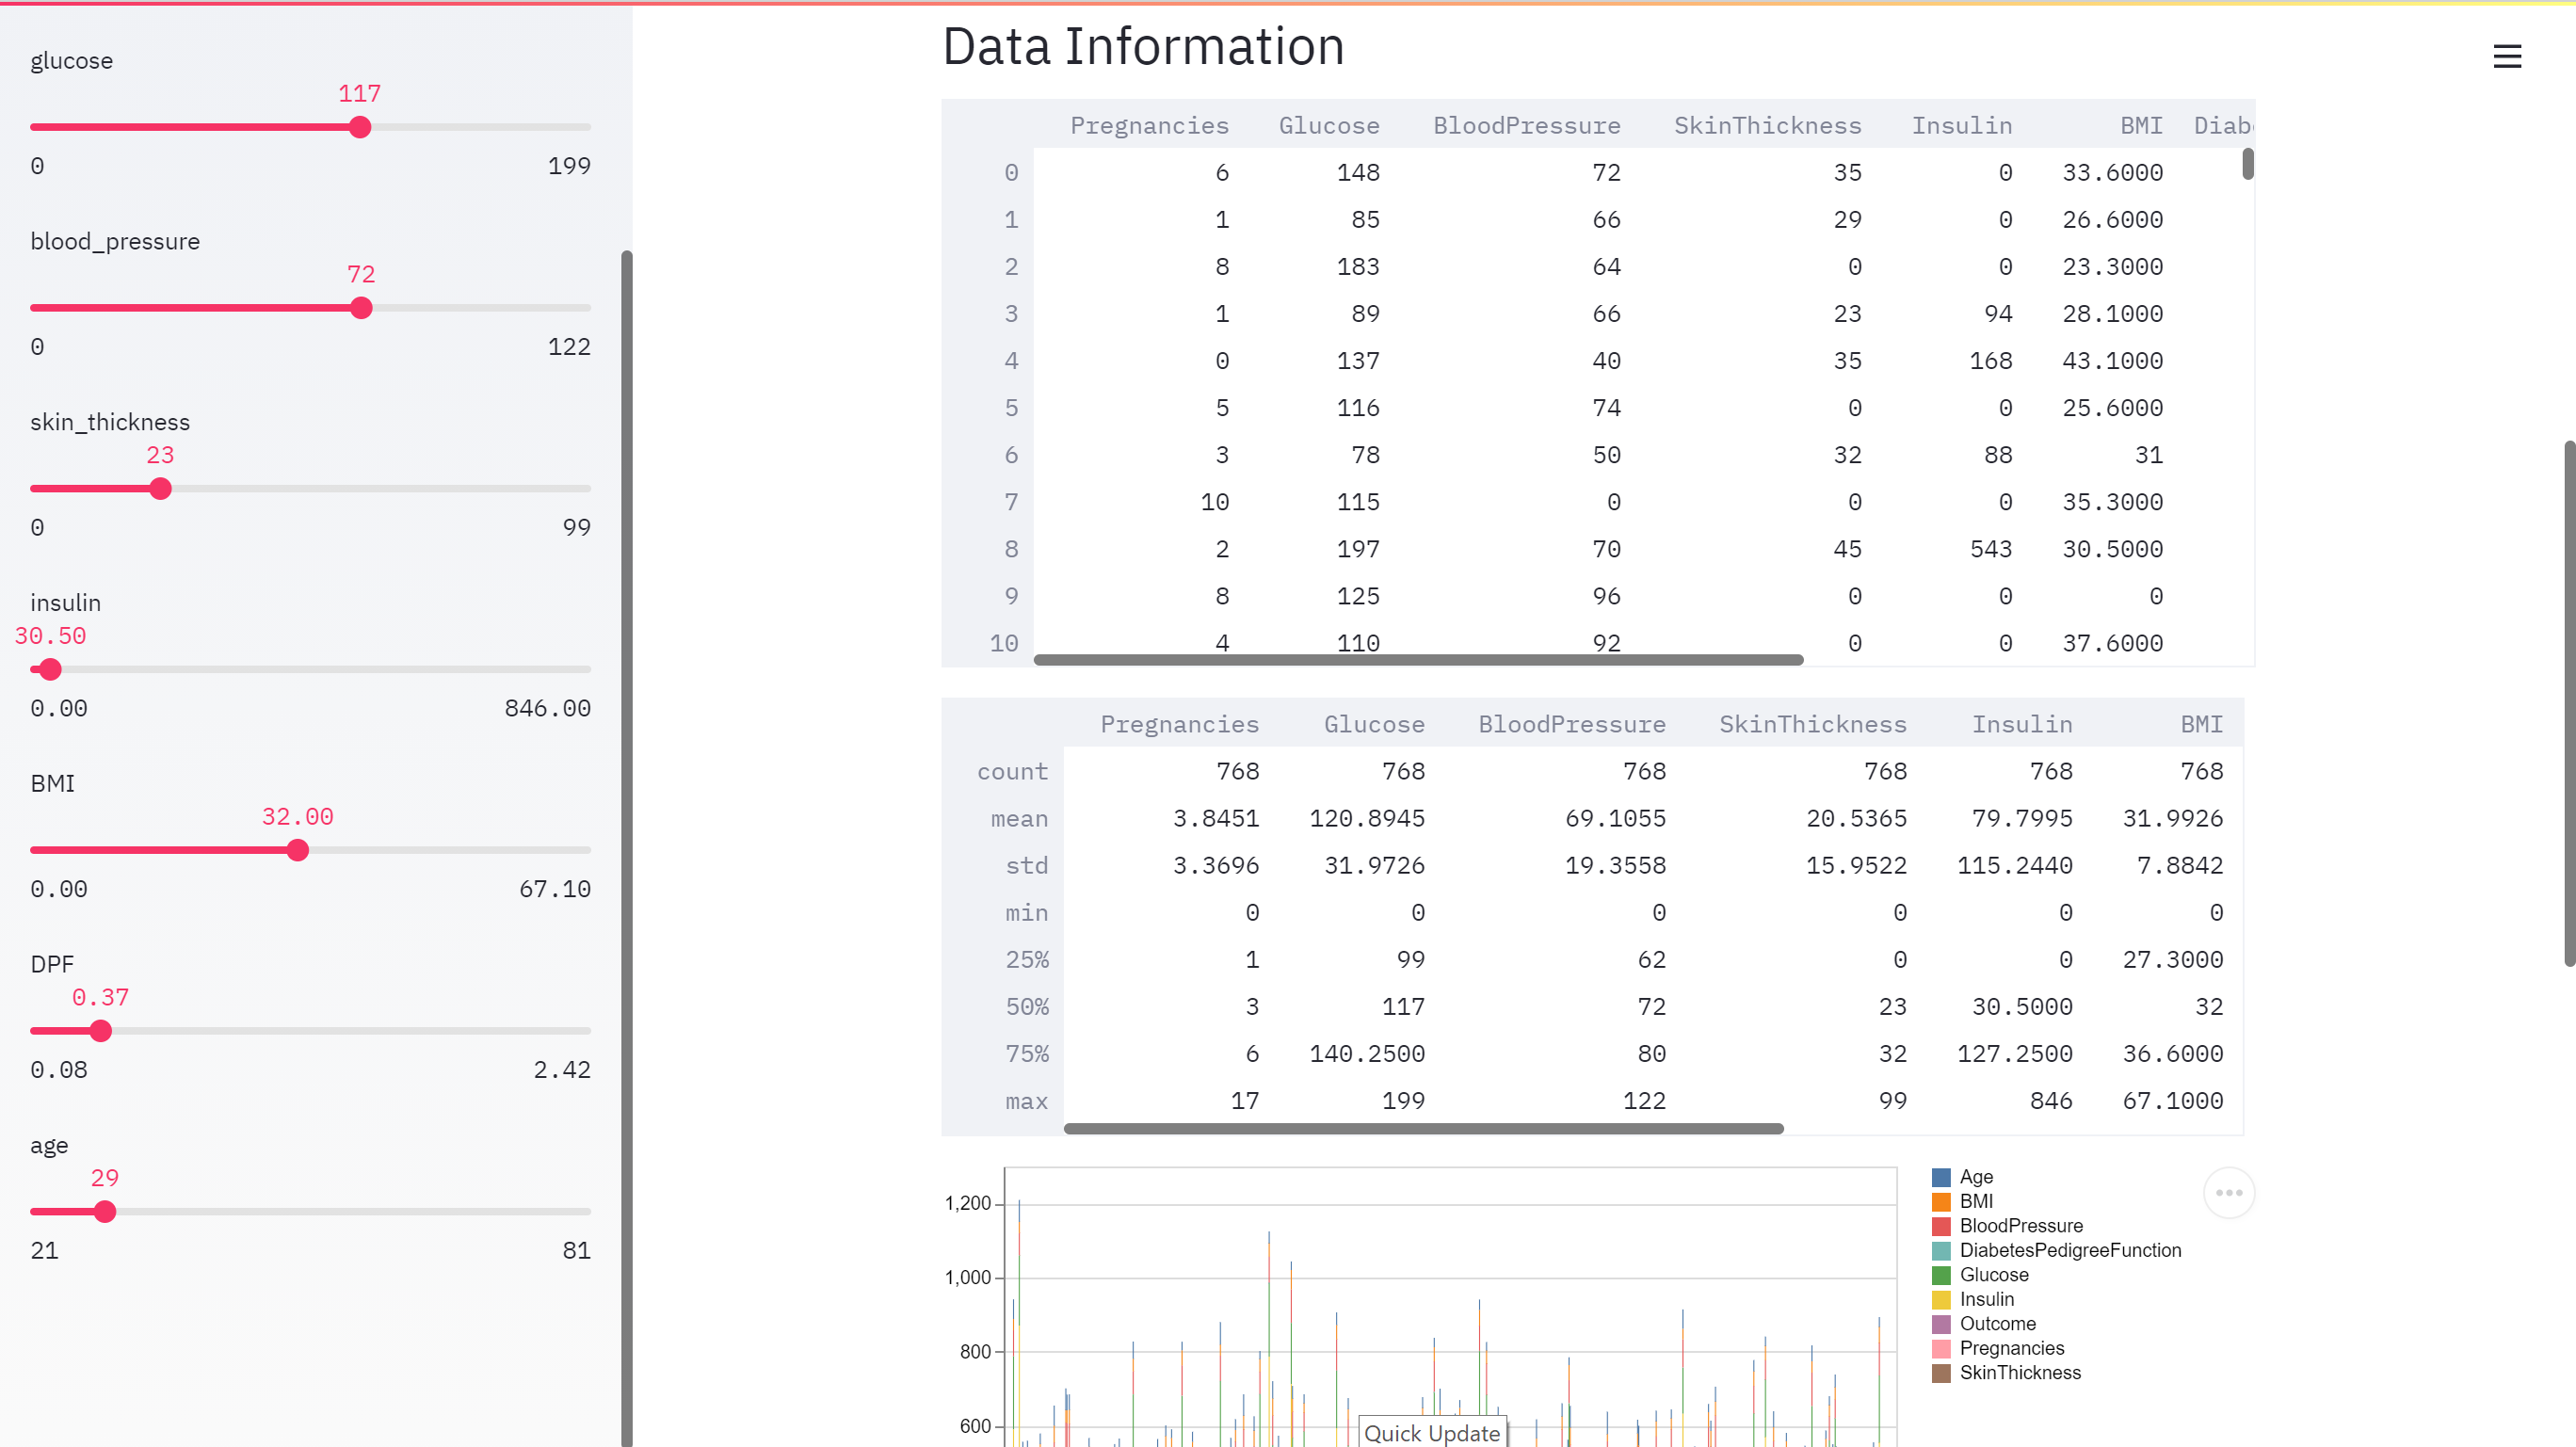 glucose
117
0 199
blood_pressure
72
0 122
skin_thickness
23
0 99
insulin
30.50
0.00 846.00
BMI
32.00
0.00 67.10
DPF
0.37
0.08 2.42
age
29
21 81
Data Information
Pregnancies Glucose BloodPressure SkinThickness Insulin BMI Diab
0 6 148 72 35 0 33.6000
1 1 85 66 29 0 26.6000
2 8 183 64 0 0 23.3000
3 1 89 66 23 94 28.1000
4 0 137 40 35 168 43.1000
5 5 116 74 0 0 25.6000
6 3 78 50 32 88 31
7 10 115 0 0 0 35.3000
8 2 197 70 45 543 30.5000
9 8 125 96 0 0 0
10 4 110 92 0 0 37.6000
Pregnancies Glucose BloodPressure SkinThickness Insulin BMI
count 768 768 768 768 768 768
mean 3.8451 120.8945 69.1055 20.5365 79.7995 31.9926
std 3.3696 31.9726 19.3558 15.9522 115.2440 7.8842
min 0 0 0 0 0 0
25% 1 99 62 0 0 27.3000
50% 3 117 72 23 30.5000 32
75% 6 140.2500 80 32 127.2500 36.6000
max 17 199 122 99 846 67.1000
1,200
1,000
800
600
Quick Update
Age
BMI
BloodPressure
DiabetesPedigreeFunction
Glucose
Insulin
Outcome
Pregnancies
SkinThickness